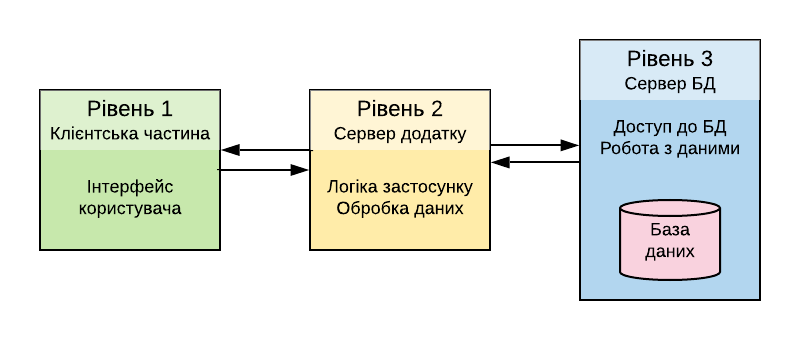 Рівень 1
Клієнтська частина
Інтерфейс
користувача
Рівень 2
Сервер додатку
Логіка застосунку
Обробка даних
Рівень 3
Сервер БД
Доступ до БД
Робота з даними
База
даних